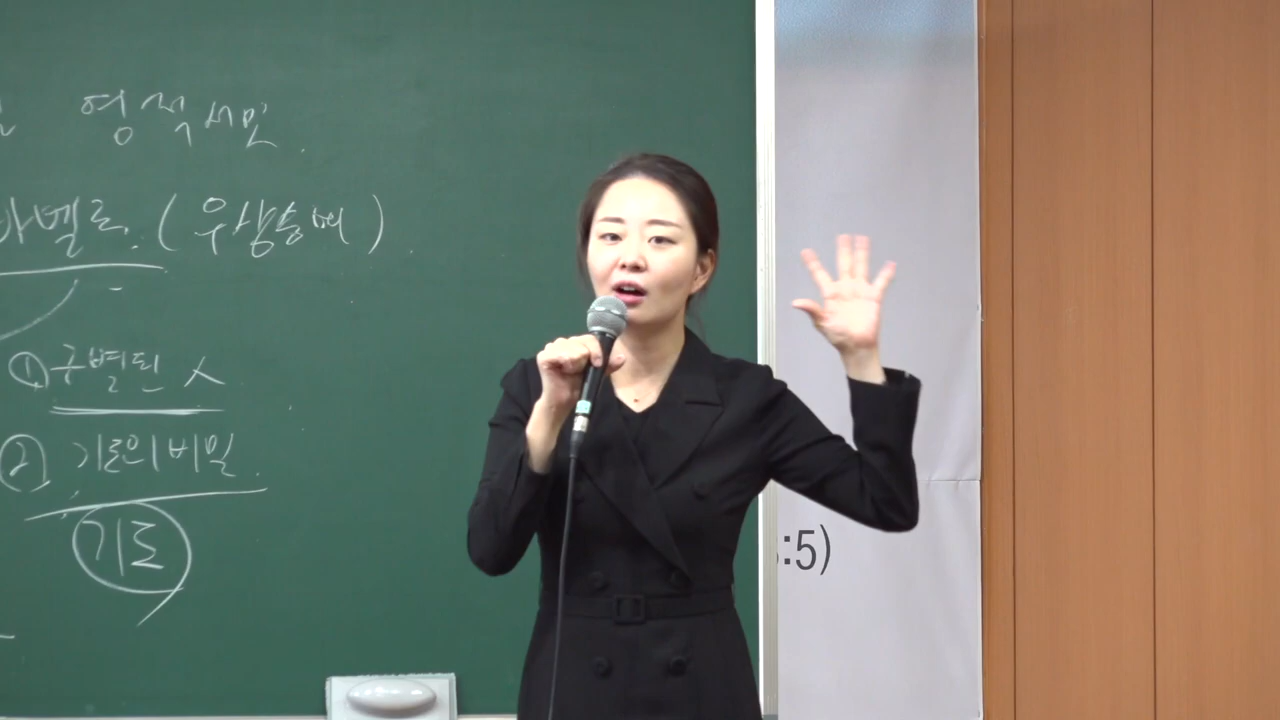 영적 서민.
바벨론.(우상숭배).
① 구별된 人
② 기도의 비밀.
기도
:5)